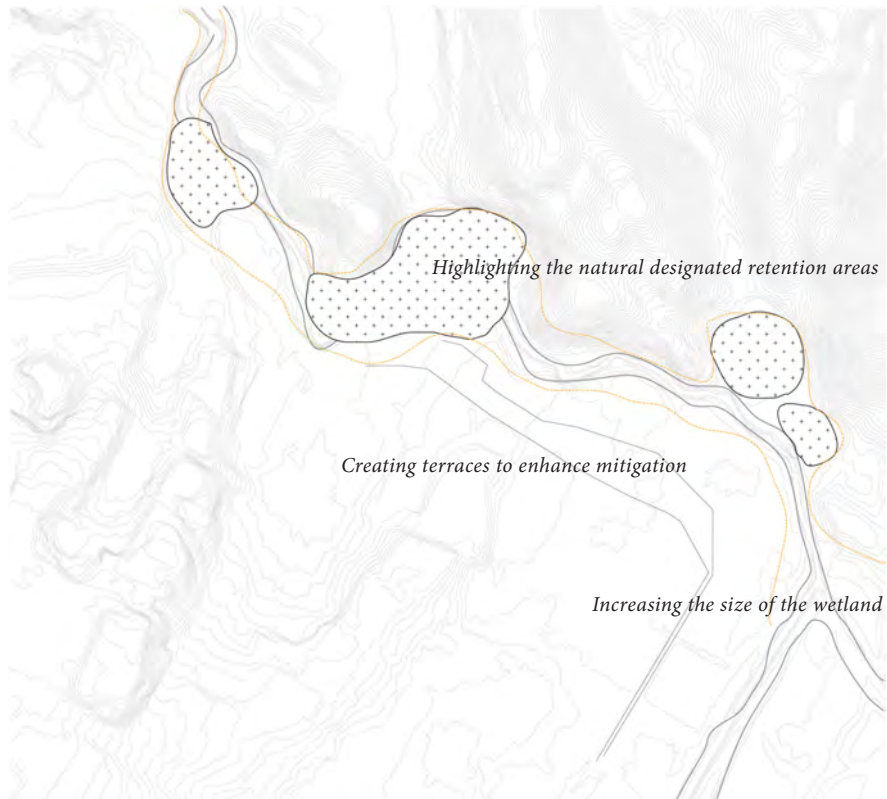 Highlighting the natural designated retention areas
Creating terraces to enhance mitigation
Increasing the size of the wetland